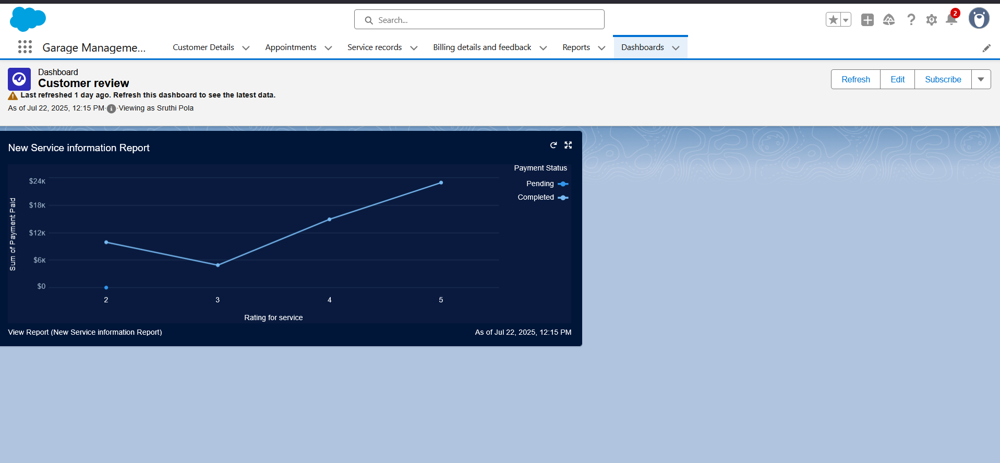 Search...
2
Garage Manageme...
Customer Details
Appointments
Service records
Billing details and feedback
Reports
Dashboards
Dashboard
Customer review
Last refreshed 1 day ago. Refresh this dashboard to see the latest data.
As of Jul 22, 2025, 12:15 PM·Viewing as Sruthi Pola
Refresh
Edit
Subscribe
New Service information Report
Payment Status
Pending
Completed
Sum of Payment Paid
$24K
$18K
$12K
$6K
$0
2
3
4
5
Rating for service
View Report (New Service information Report)
As of Jul 22, 2025, 12:15 PM